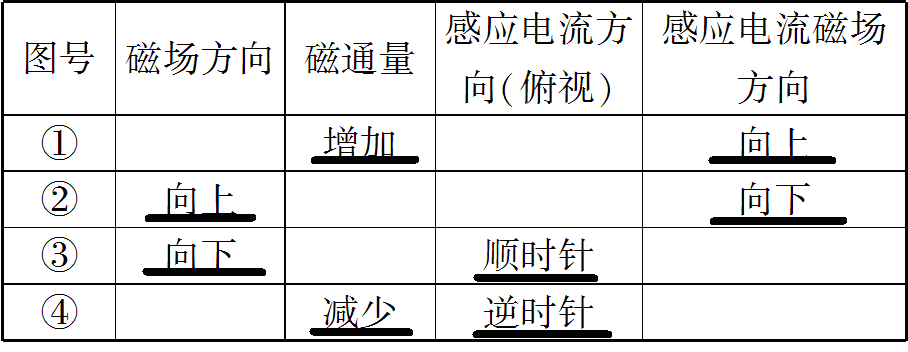 图号 磁场方向 磁通量 感应电流方向(俯视) 感应电流磁场方向
① 增加 向上
② 向上 向下
③ 向下 顺时针
④ 减少 逆时针